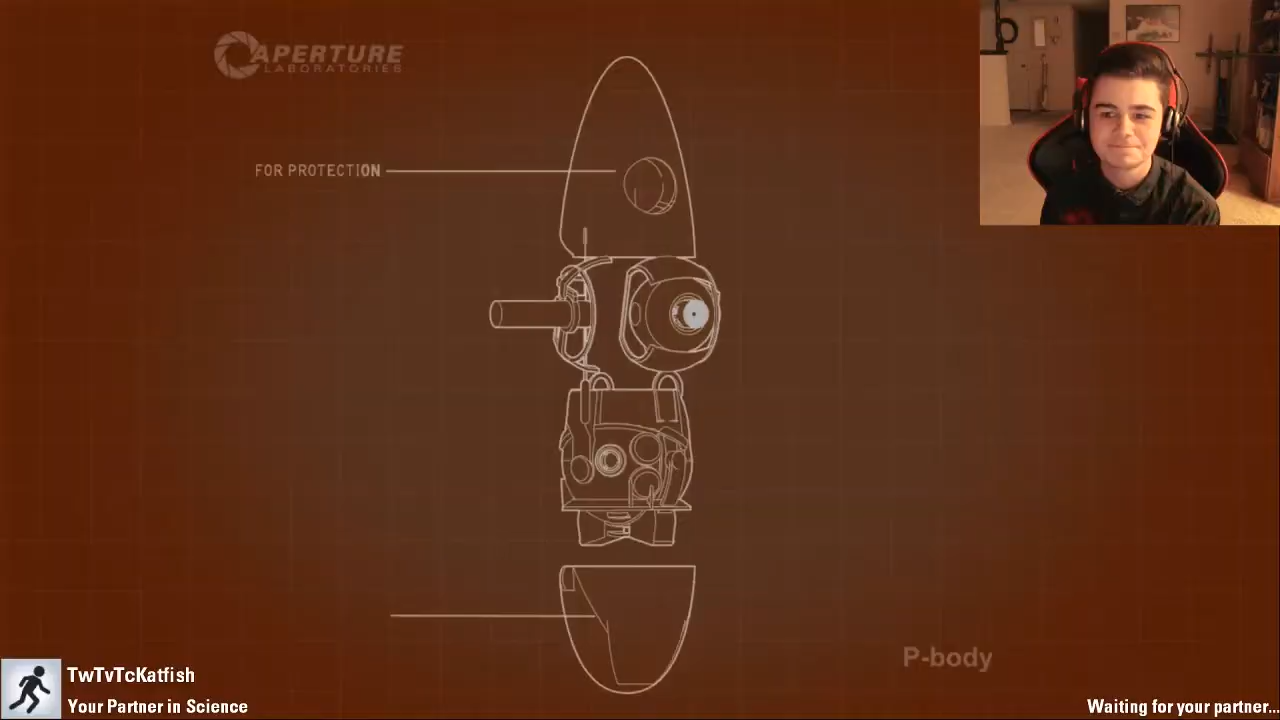 APERTURE
LABORATORIES
FOR PROTECTION
P-body
TwTvTcKatfish
Your Partner in Science
Waiting for your partner...